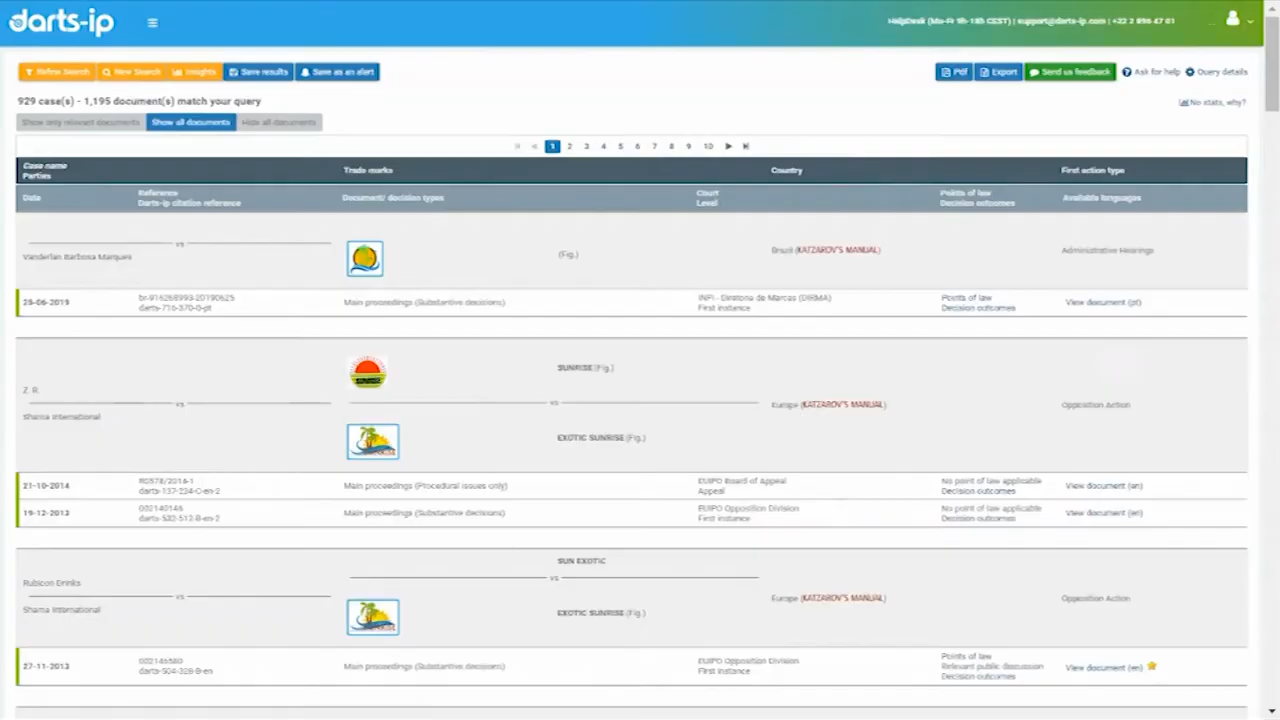 darts-ip
HelpDesk (Mo-Fr 9h-18h CEST) | support@darts-ip.com | +32 2 896 47 01
Refine Search New Search Insights Save results Save as an alert Pdf Export Send us feedback Ask for help Query details
929 case(s) - 1,195 document(s) match your query
No stats, why?
Show only relevant documents Show all documents Hide all documents
1 2 3 4 5 6 7 8 9 10
Case name
Parties Trade marks Country First action type
Date Reference Document/ decision types Court Points of law Available languages
Darts-ip citation reference Level Decision outcomes
vs
Vanderlan Barbosa Marques (Fig.) Brazil (KATZAROV'S MANUAL) Administrative Hearings
25-06-2019 br-916268993-20190625 Main proceedings (Substantive decisions) INPI - Diretoria de Marcas (DIRMA) Points of law View document (pt)
darts-716-370-0-pt First instance Decision outcomes
SUNRISE
SUNRISE (Fig.)
Z. R.
vs vs Europe (KATZAROV'S MANUAL) Opposition Action
Shama International
EXOTIC SUNRISE (Fig.)
21-10-2014 R0578/2014-1 Main proceedings (Procedural issues only) EUIPO Board of Appeal No point of law applicable View document (en)
darts-157-224-C-en-2 Appeal Decision outcomes
19-12-2013 002140146 Main proceedings (Substantive decisions) EUIPO Opposition Division No point of law applicable View document (en)
darts-532-512-B-en-2 First instance Decision outcomes
SUN EXOTIC
Rubicon Drinks vs
vs Europe (KATZAROV'S MANUAL) Opposition Action
Shama International EXOTIC SUNRISE (Fig.)
27-11-2013 002146580 Main proceedings (Substantive decisions) EUIPO Opposition Division Points of law View document (en)
darts-504-328-B-en First instance Relevant public discussion
Decision outcomes